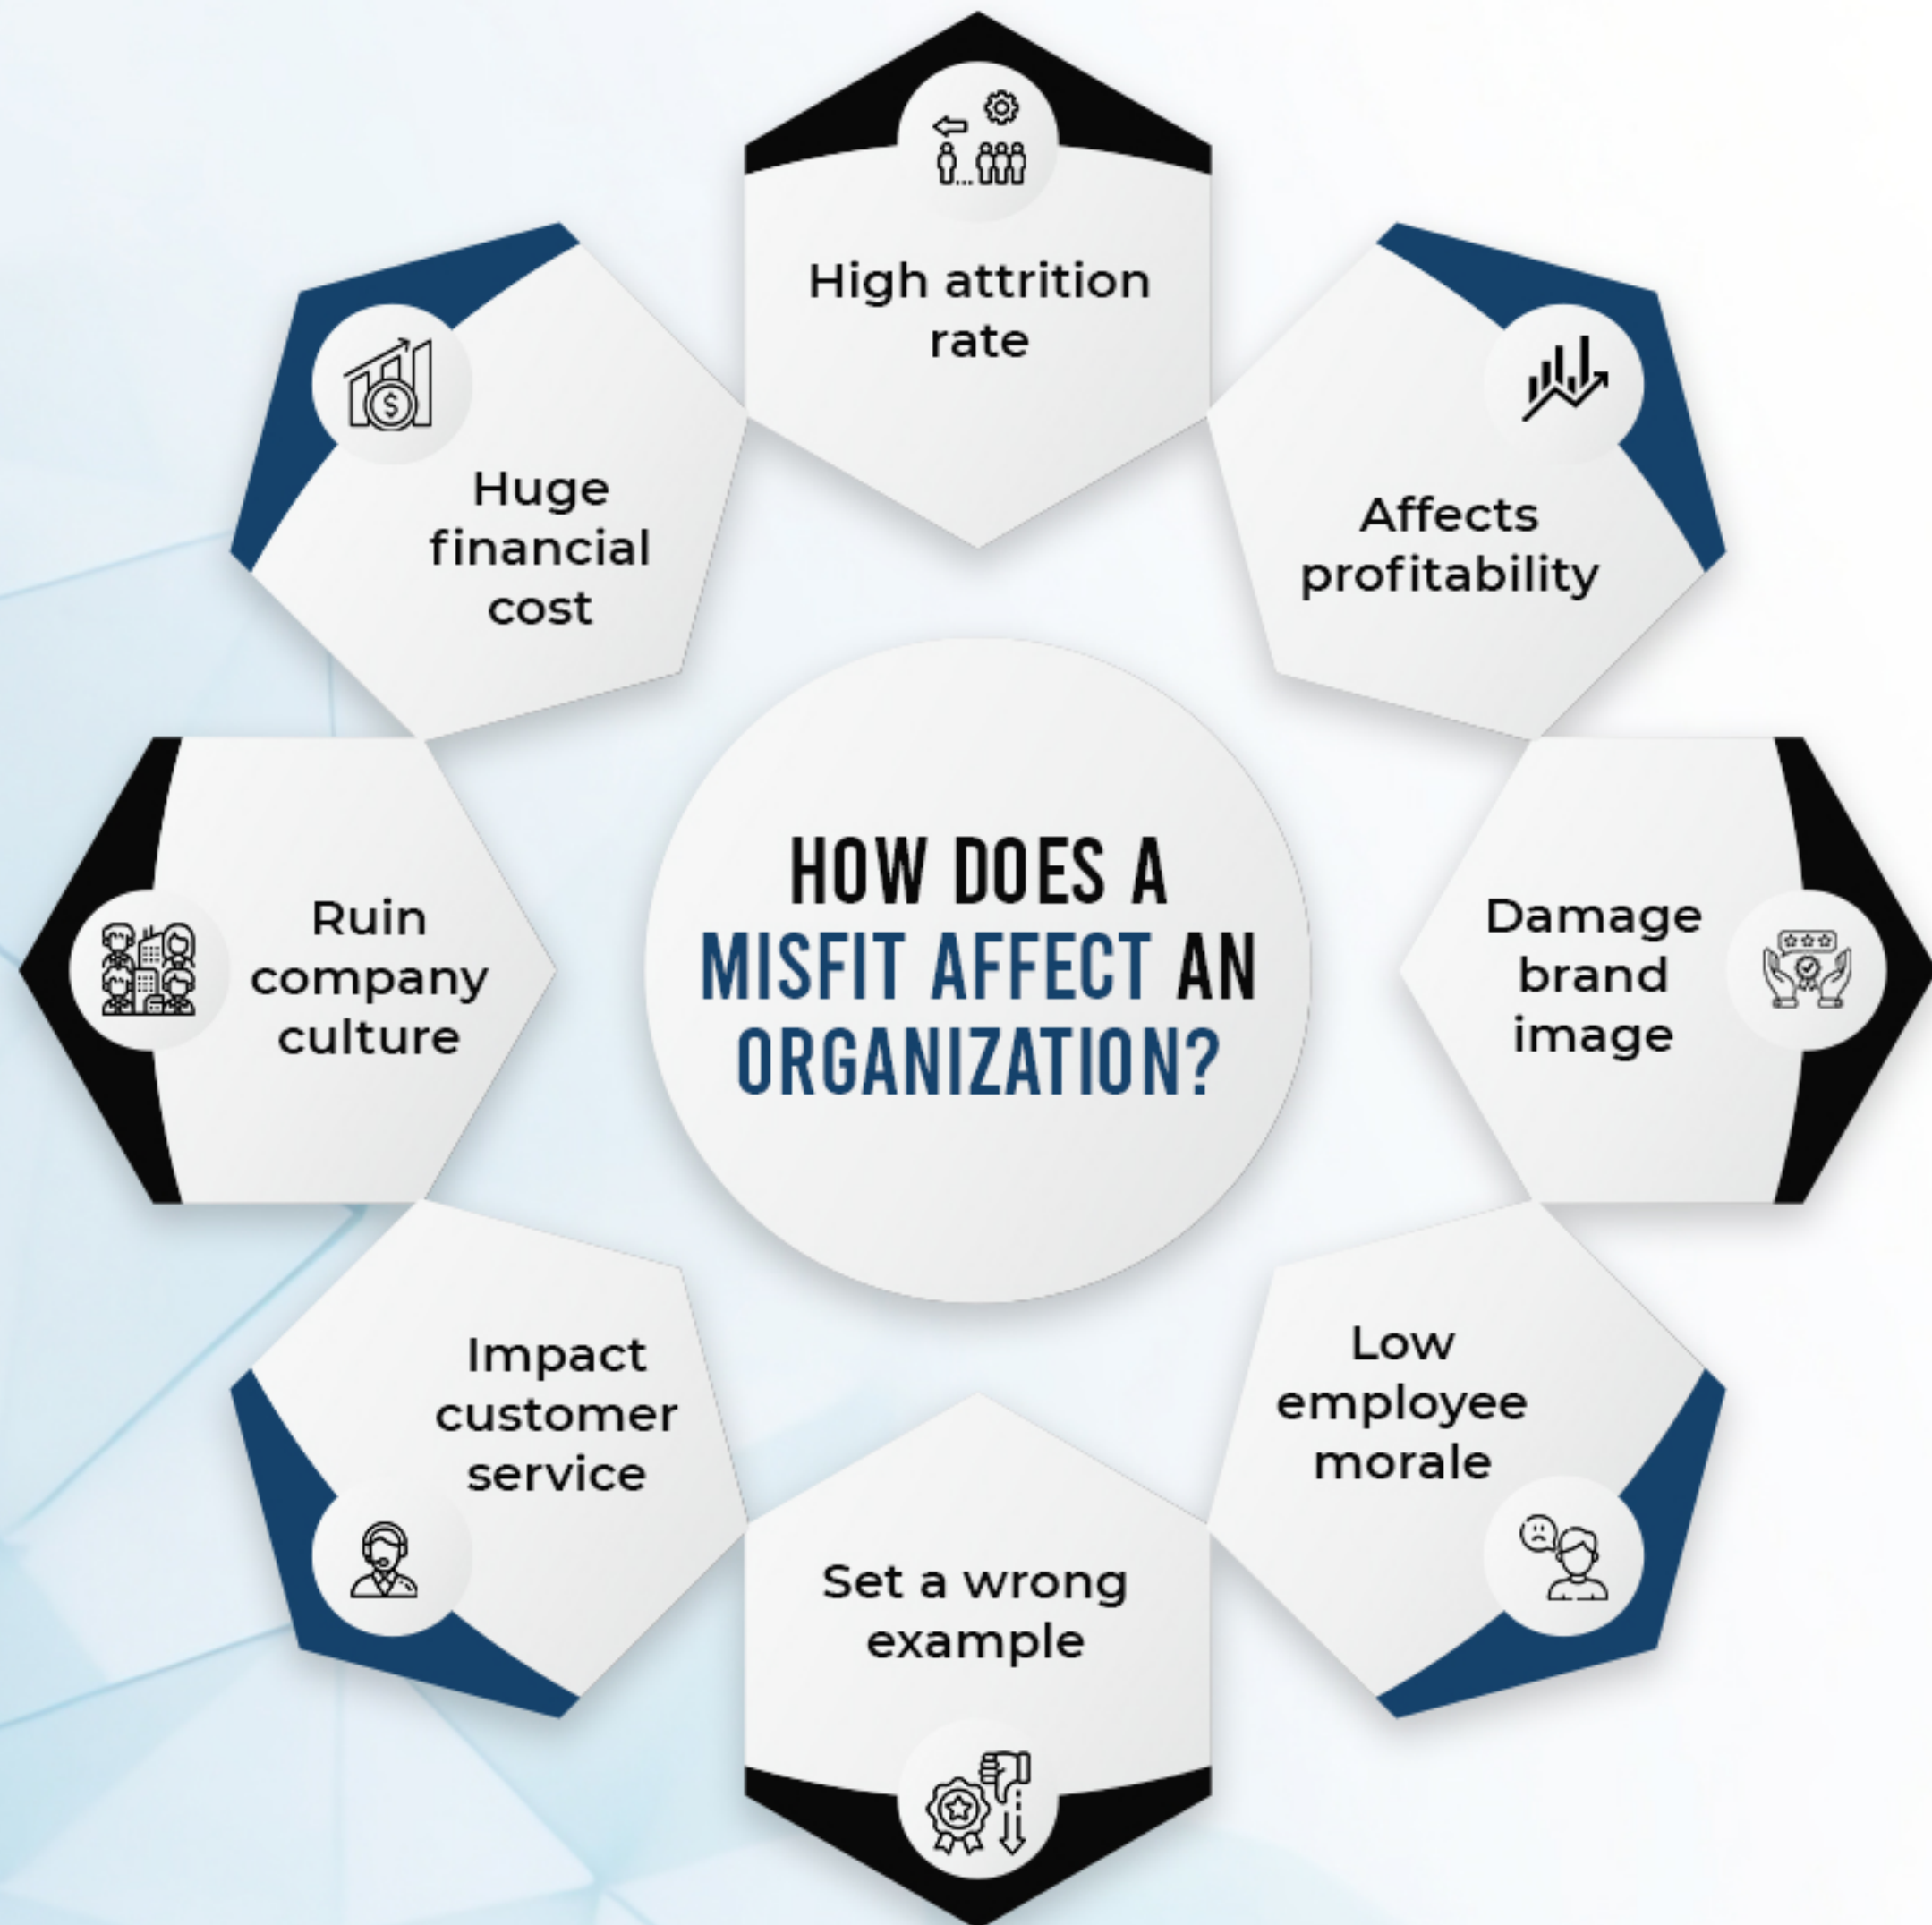 High attrition
rate
Affects
profitability
Damage
brand
image
Low
employee
morale
Set a wrong
example
Impact
customer
service
Ruin
company
culture
Huge
financial
cost
HOW DOES A
MISFIT AFFECT AN
ORGANIZATION?